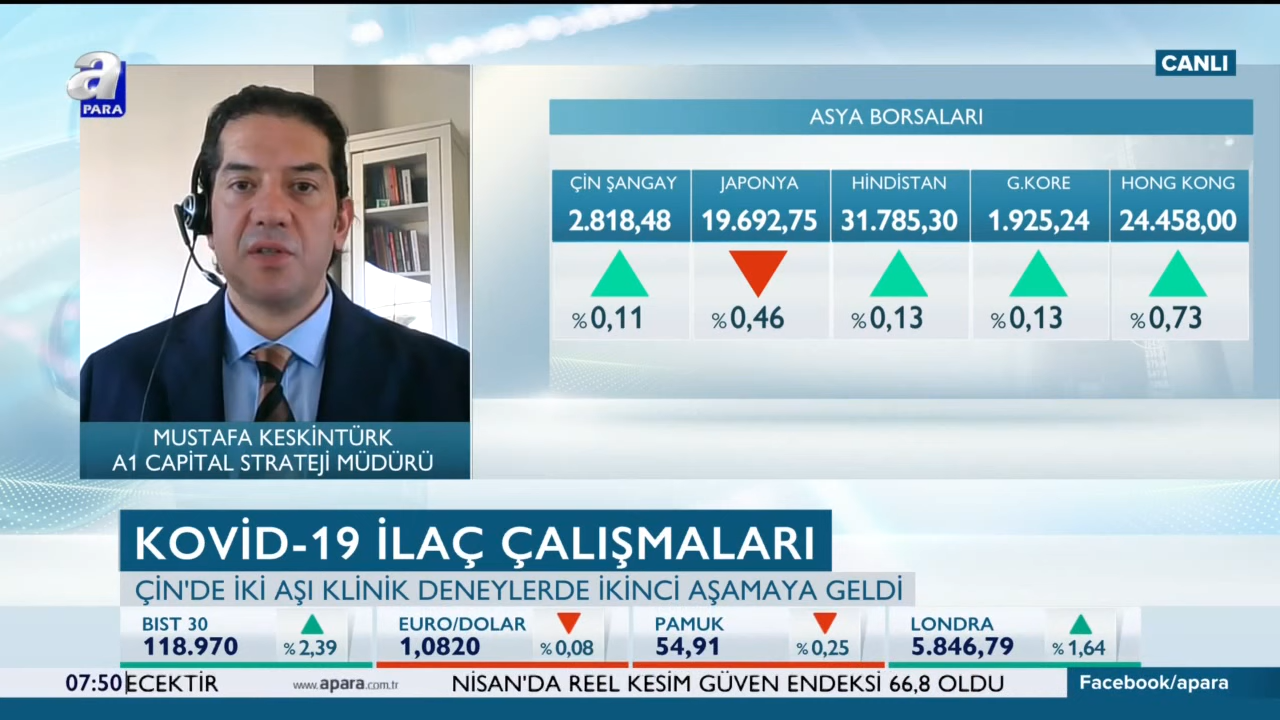 a
PARA
CANLI
ASYA BORSALARI
ÇİN ŞANGAY JAPONYA HİNDİSTAN G.KORE HONG KONG
2.818,48 19.692,75 31.785,30 1.925,24 24.458,00
%0,11 %0,46 %0,13 %0,13 %0,73
MUSTAFA KESKİNTÜRK
A1 CAPİTAL STRATEJİ MÜDÜRÜ
KOVİD-19 İLAÇ ÇALIŞMALARI
ÇİN'DE İKİ AŞI KLİNİK DENEYLERDE İKİNCİ AŞAMAYA GELDİ
BIST 30 EURO/DOLAR PAMUK LONDRA
118.970 %2,39 1,0820 %0,08 54,91 %0,25 5.846,79 %1,64
07:50 ECEKTİR www.apara.com.tr NİSAN'DA REEL KESİM GÜVEN ENDEKSİ 66,8 OLDU Facebook/apara